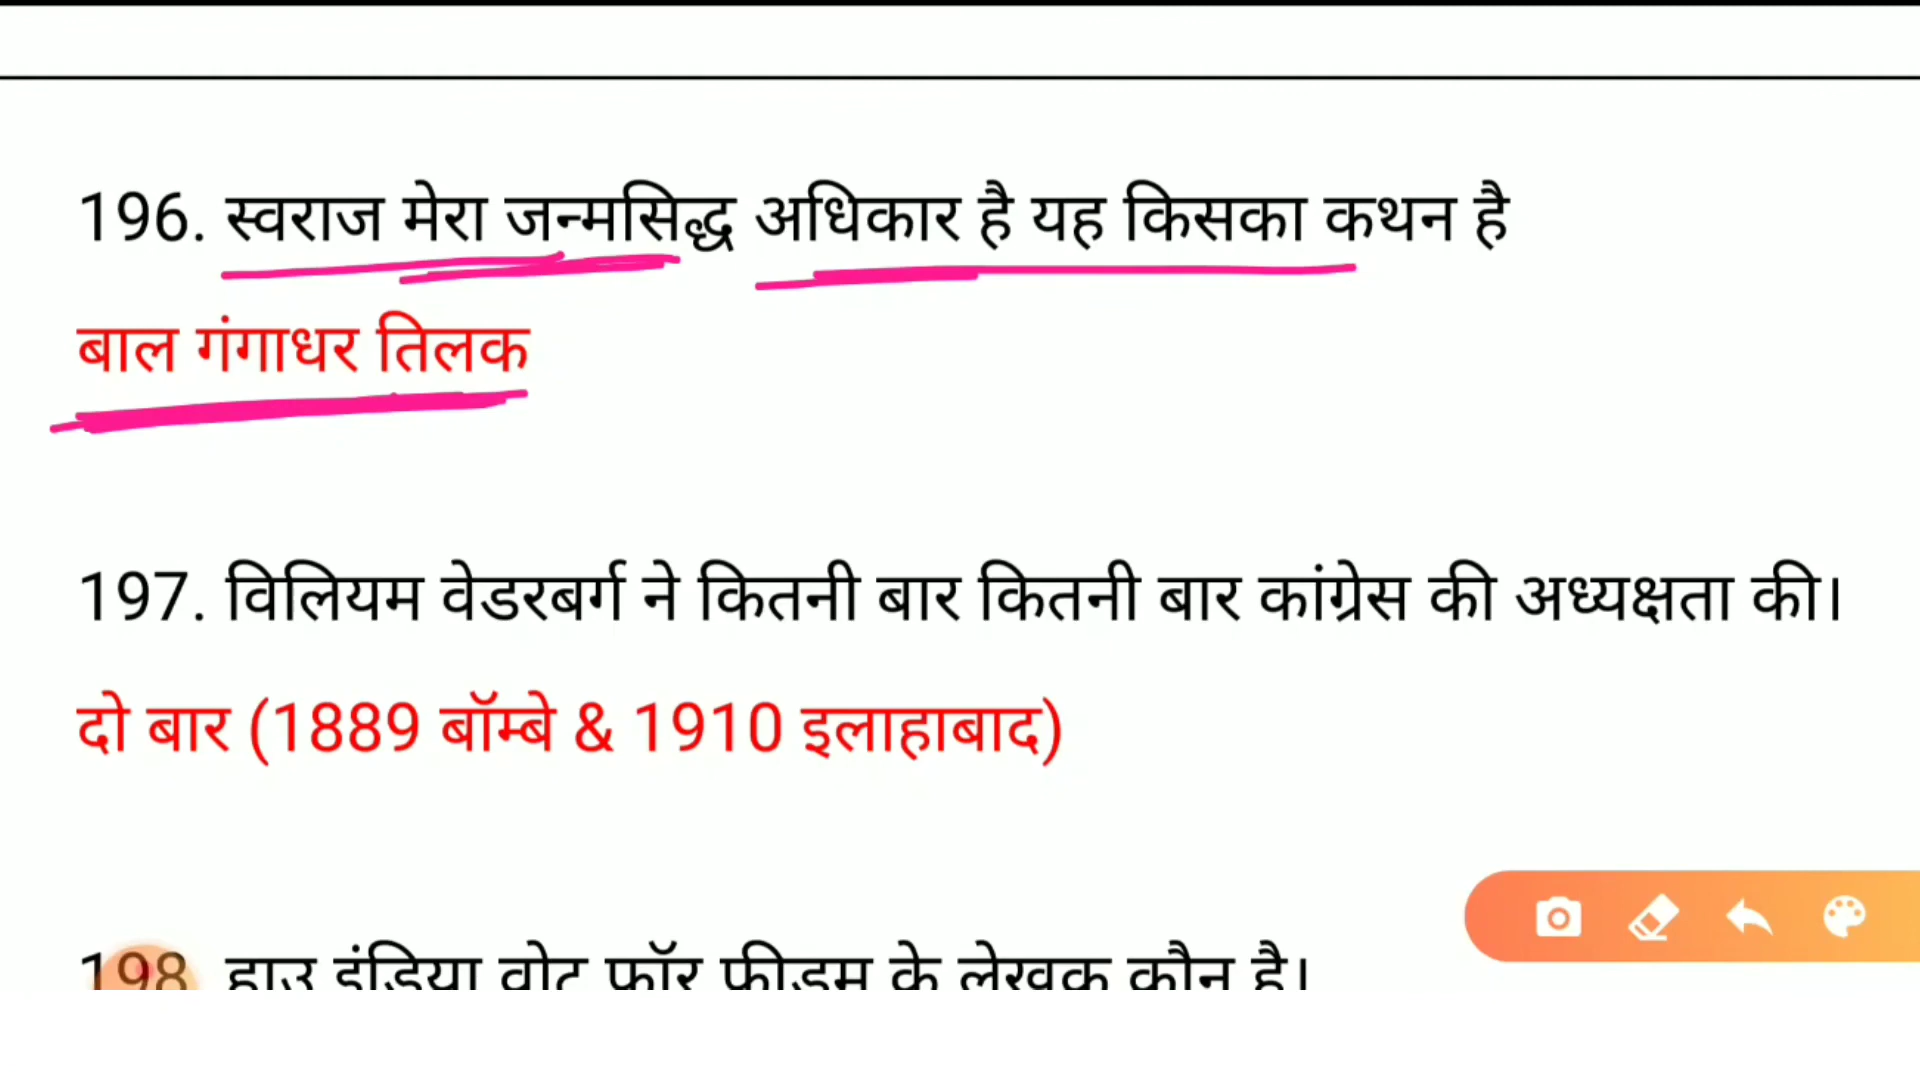 196. स्वराज मेरा जन्मसिद्ध अधिकार है यह किसका कथन है
बाल गंगाधर तिलक
197. विलियम वेडरबर्ग ने कितनी बार कितनी बार कांग्रेस की अध्यक्षता की।
दो बार (1889 बॉम्बे & 1910 इलाहाबाद)
198. हाउ इंडिया वोट फॉर फ्रीडम के लेखक कौन है।